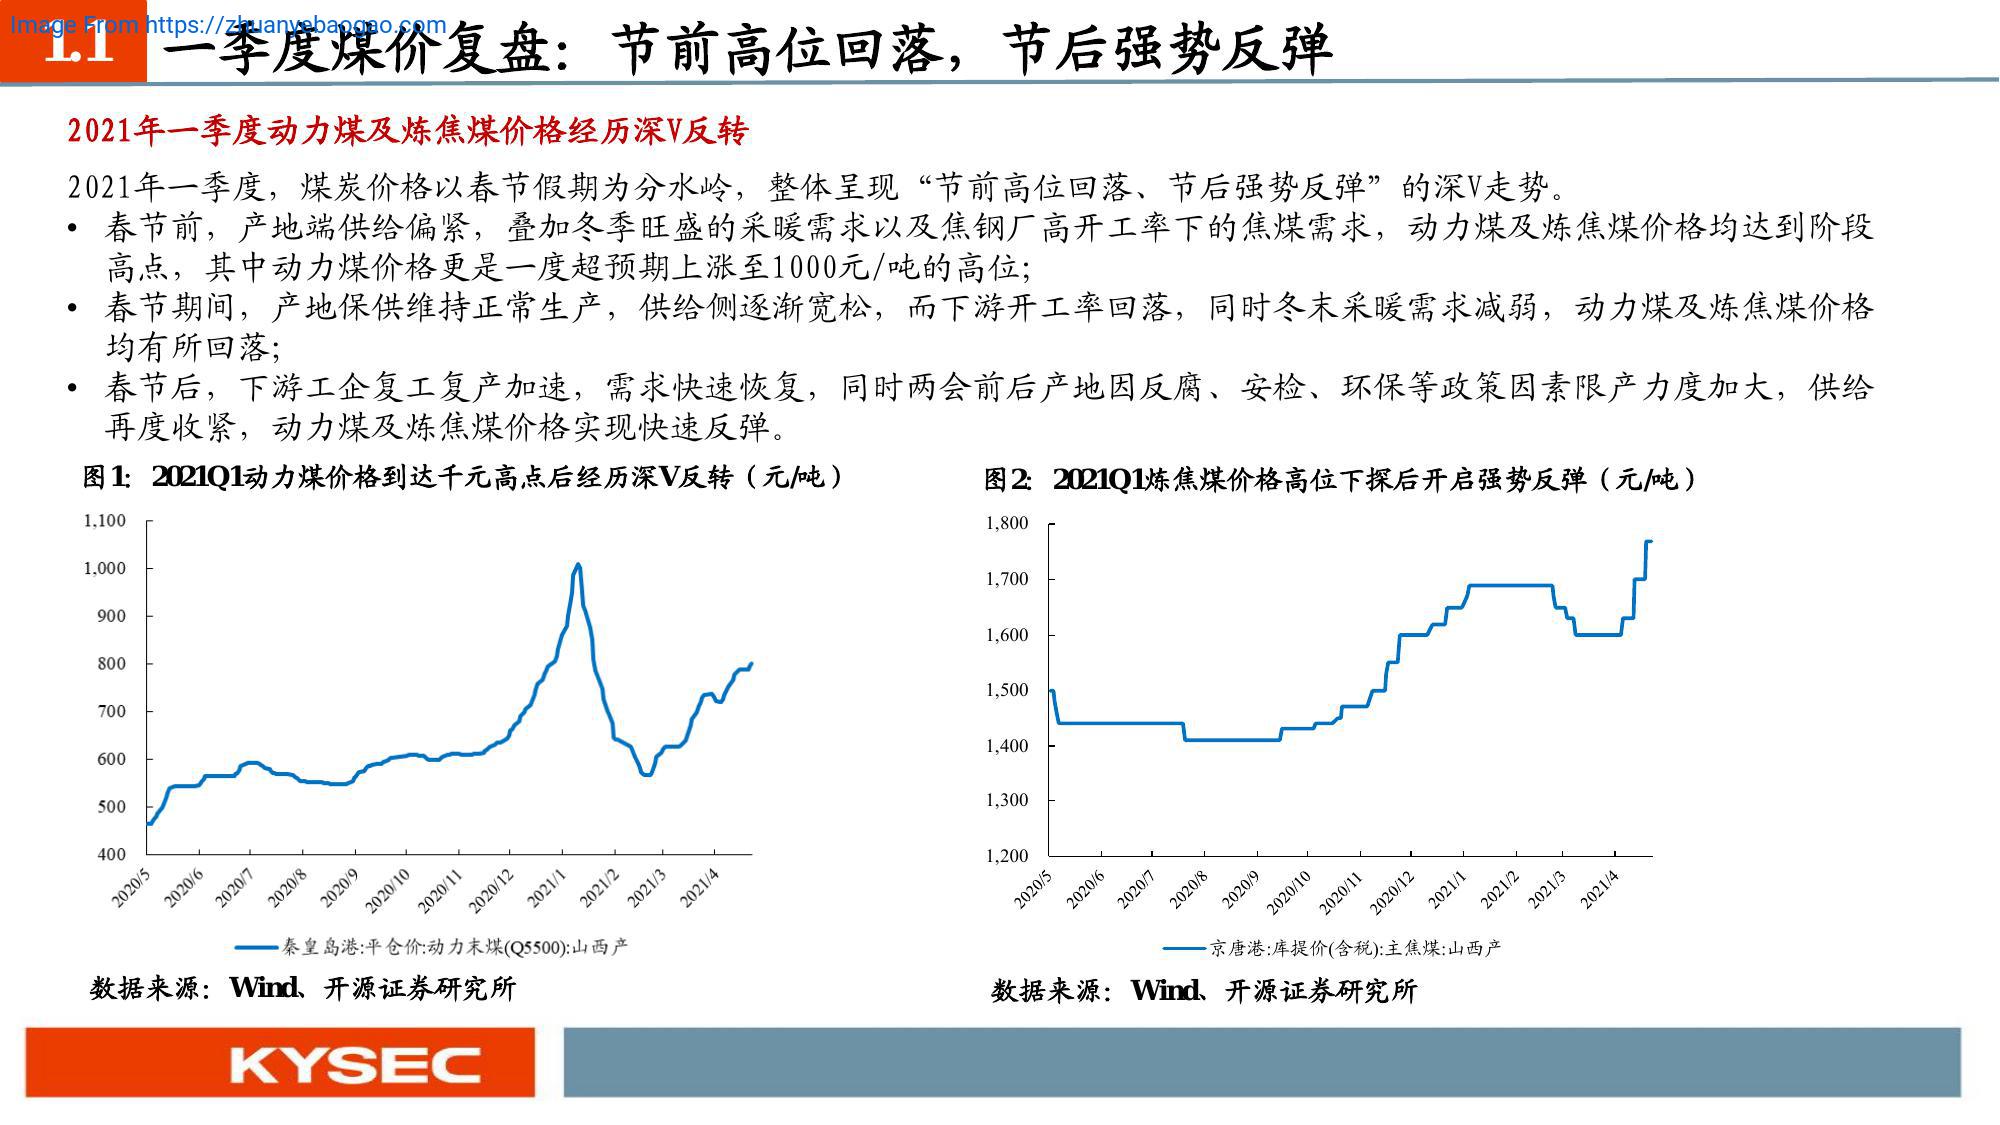 Image From https://zhuanyebaogao.com
1.1 一季度煤价复盘：节前高位回落，节后强势反弹
2021年一季度动力煤及炼焦煤价格经历深V反转
2021年一季度，煤炭价格以春节假期为分水岭，整体呈现“节前高位回落、节后强势反弹”的深V走势。
• 春节前，产地端供给偏紧，叠加冬季旺盛的采暖需求以及焦钢厂高开工率下的焦煤需求，动力煤及炼焦煤价格均达到阶段
高点，其中动力煤价格更是一度超预期上涨至1000元/吨的高位；
• 春节期间，产地保供维持正常生产，供给侧逐渐宽松，而下游开工率回落，同时冬末采暖需求减弱，动力煤及炼焦煤价格
均有所回落；
• 春节后，下游工企复工复产加速，需求快速恢复，同时两会前后产地因反腐、安检、环保等政策因素限产力度加大，供给
再度收紧，动力煤及炼焦煤价格实现快速反弹。
图1：2021Q1动力煤价格到达千元高点后经历深V反转（元/吨）
1,100
1,000
900
800
700
600
500
400
2020/5 2020/6 2020/7 2020/8 2020/9 2020/10 2020/11 2020/12 2021/1 2021/2 2021/3 2021/4
秦皇岛港:平仓价:动力末煤(Q5500):山西产
数据来源：Wind、开源证券研究所
图2：2021Q1炼焦煤价格高位下探后开启强势反弹（元/吨）
1,800
1,700
1,600
1,500
1,400
1,300
1,200
2020/5 2020/6 2020/7 2020/8 2020/9 2020/10 2020/11 2020/12 2021/1 2021/2 2021/3 2021/4
京唐港:库提价(含税):主焦煤:山西产
数据来源：Wind、开源证券研究所
KYSEC